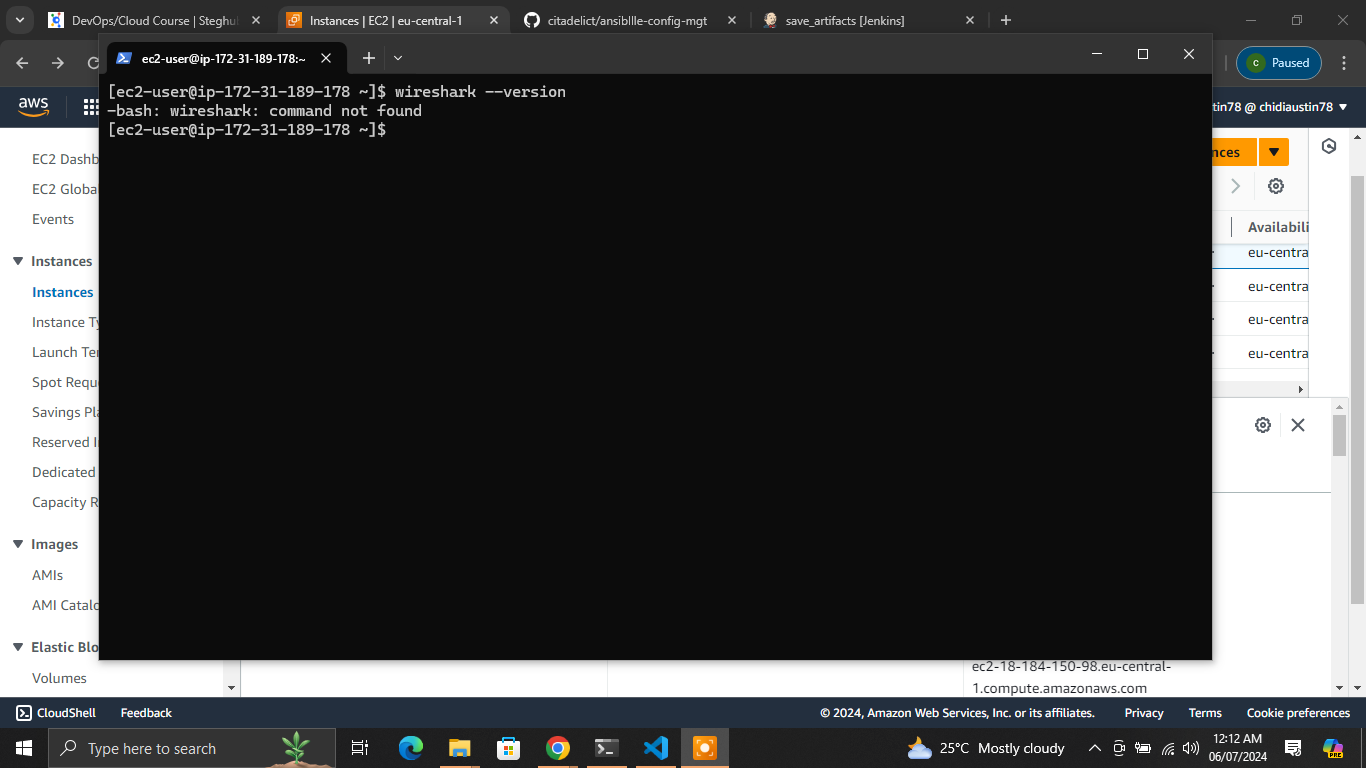 DevOps/Cloud Course | Steghu
Instances | EC2 | eu-central-1
citadelict/ansibllle-config-mgt
save_artifacts [Jenkins]
C Paused
ec2-user@ip-172-31-189-178:~
aws
tin78 @ chidiaustin78
[ec2-user@ip-172-31-189-178 ~]$ wireshark --version
-bash: wireshark: command not found
[ec2-user@ip-172-31-189-178 ~]$
EC2 Dashb
EC2 Globa
Events
Instances
Instances
Instance Ty
Launch Ter
Spot Requ
Savings Pla
Reserved I
Dedicated
Capacity R
Images
AMIs
AMI Catalo
Elastic Blo
Volumes
nces
Availabili
eu-centra
eu-centra
eu-centra
eu-centra
ec2-18-184-150-98.eu-central-
1.compute.amazonaws.com
CloudShell Feedback
© 2024, Amazon Web Services, Inc. or its affiliates. Privacy Terms Cookie preferences
Type here to search
25°C Mostly cloudy
12:12 AM
06/07/2024
PRE